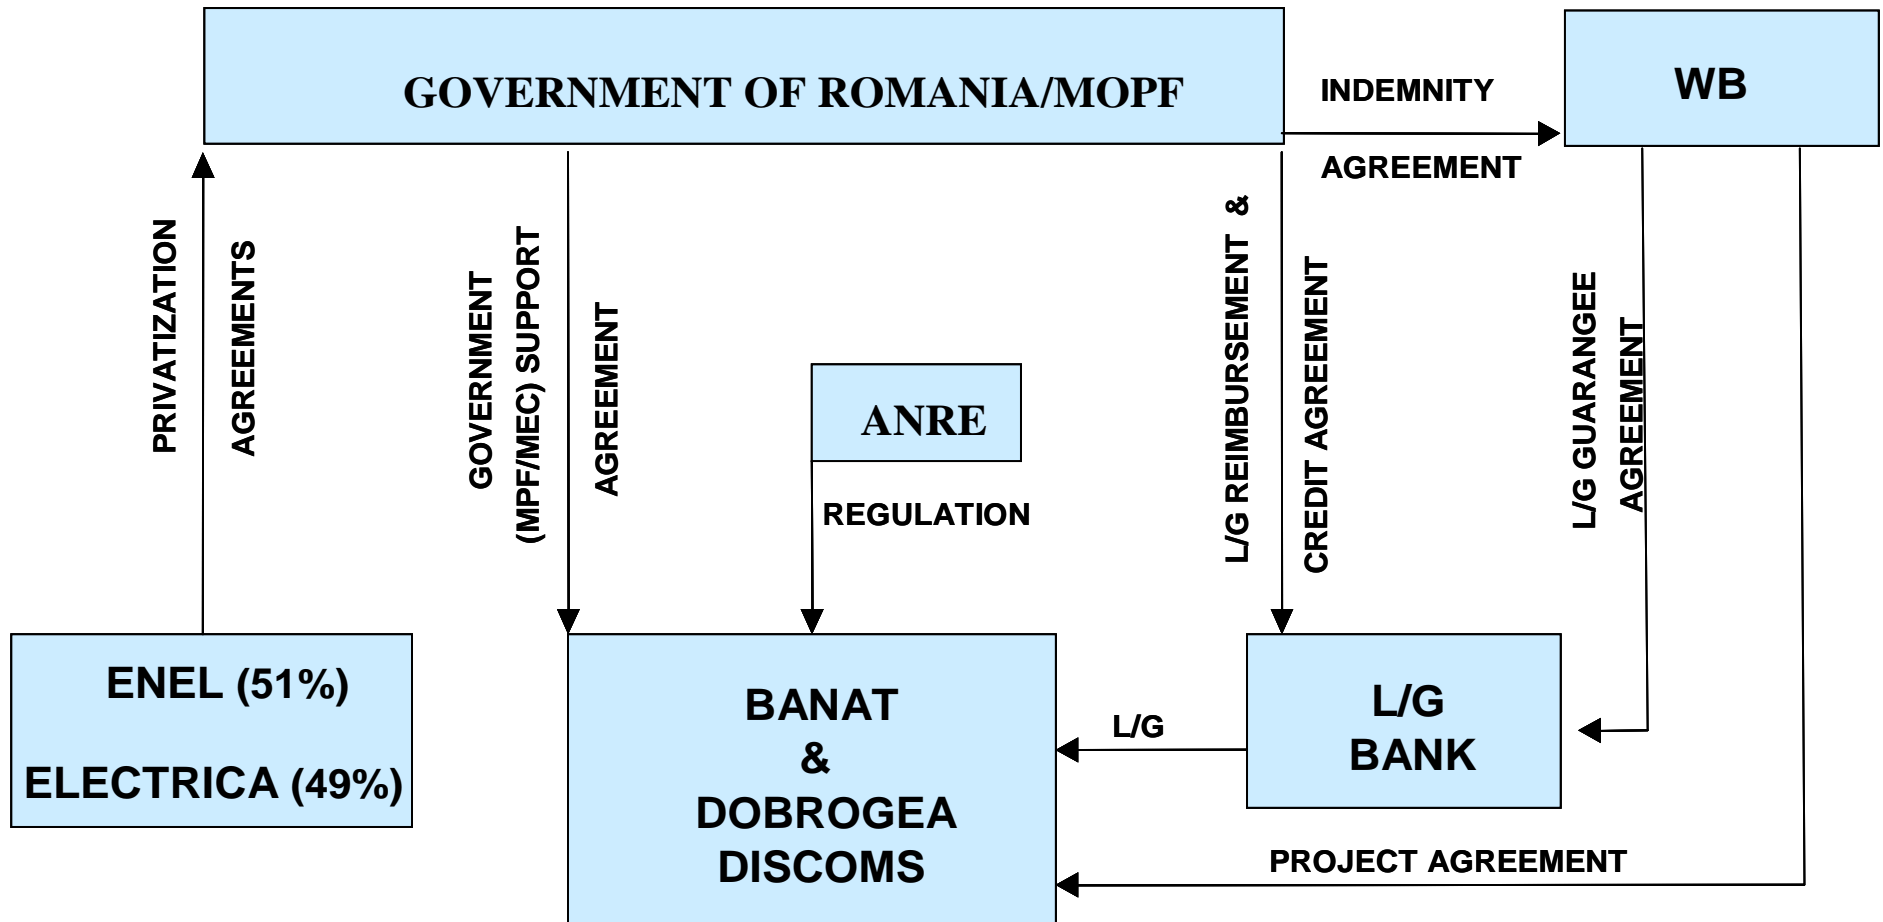 GOVERNMENT OF ROMANIA/MOPF
INDEMNITY
AGREEMENT
WB
PRIVATIZATION
AGREEMENTS
GOVERNMENT
(MPF/MEC) SUPPORT
AGREEMENT
ANRE
REGULATION
L/G REIMBURSEMENT &
CREDIT AGREEMENT
L/G GUARANGEE
AGREEMENT
ENEL (51%)
ELECTRICA (49%)
BANAT
&
DOBROGEA
DISCOMS
L/G
L/G
BANK
PROJECT AGREEMENT